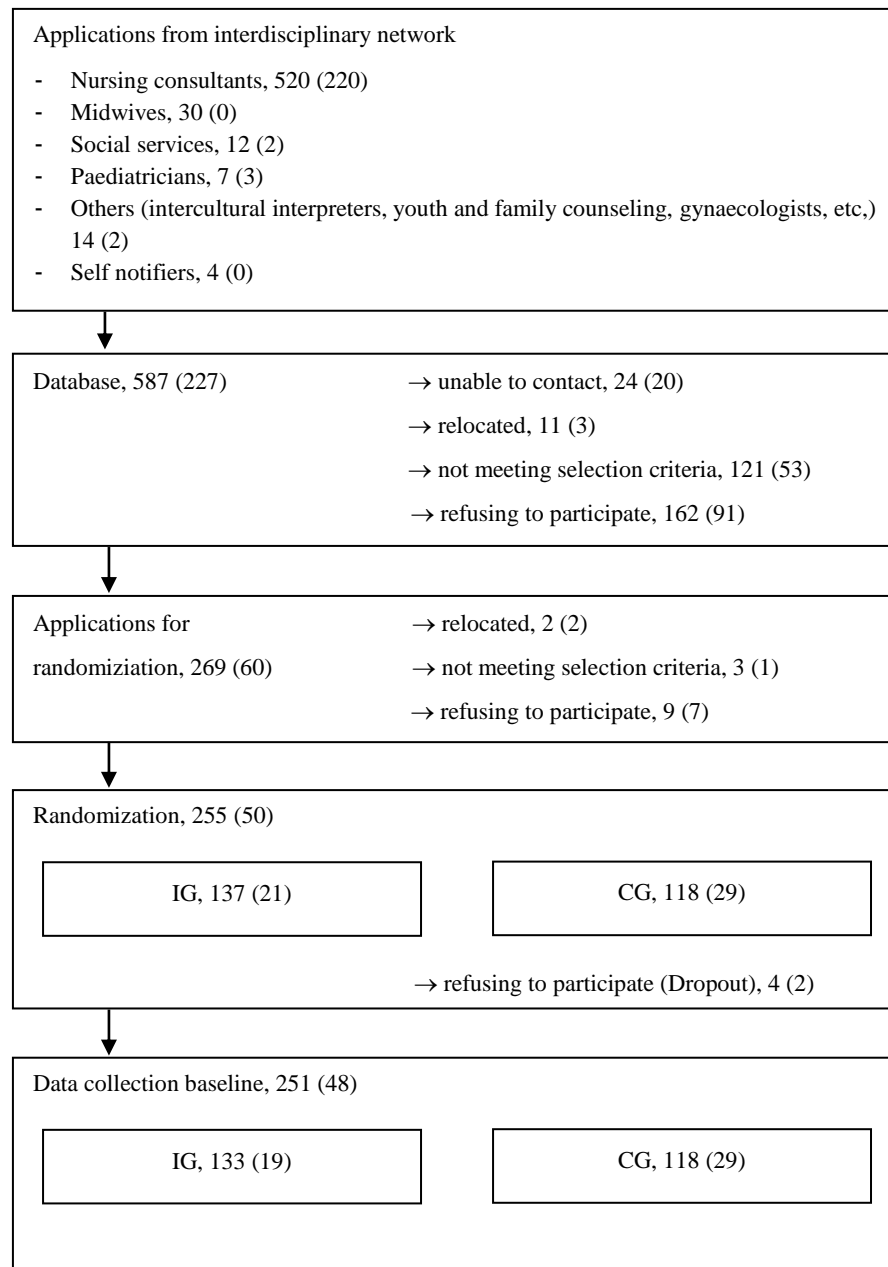 Applications from interdisciplinary network
- Nursing consultants, 520 (220)
- Midwives, 30 (0)
- Social services, 12 (2)
- Paediatricians, 7 (3)
- Others (intercultural interpreters, youth and family counseling, gynaecologists, etc,)
14 (2)
- Self notifiers, 4 (0)
Database, 587 (227)
→ unable to contact, 24 (20)
→ relocated, 11 (3)
→ not meeting selection criteria, 121 (53)
→ refusing to participate, 162 (91)
Applications for
randomiziation, 269 (60)
→ relocated, 2 (2)
→ not meeting selection criteria, 3 (1)
→ refusing to participate, 9 (7)
Randomization, 255 (50)
IG, 137 (21)
CG, 118 (29)
→ refusing to participate (Dropout), 4 (2)
Data collection baseline, 251 (48)
IG, 133 (19)
CG, 118 (29)